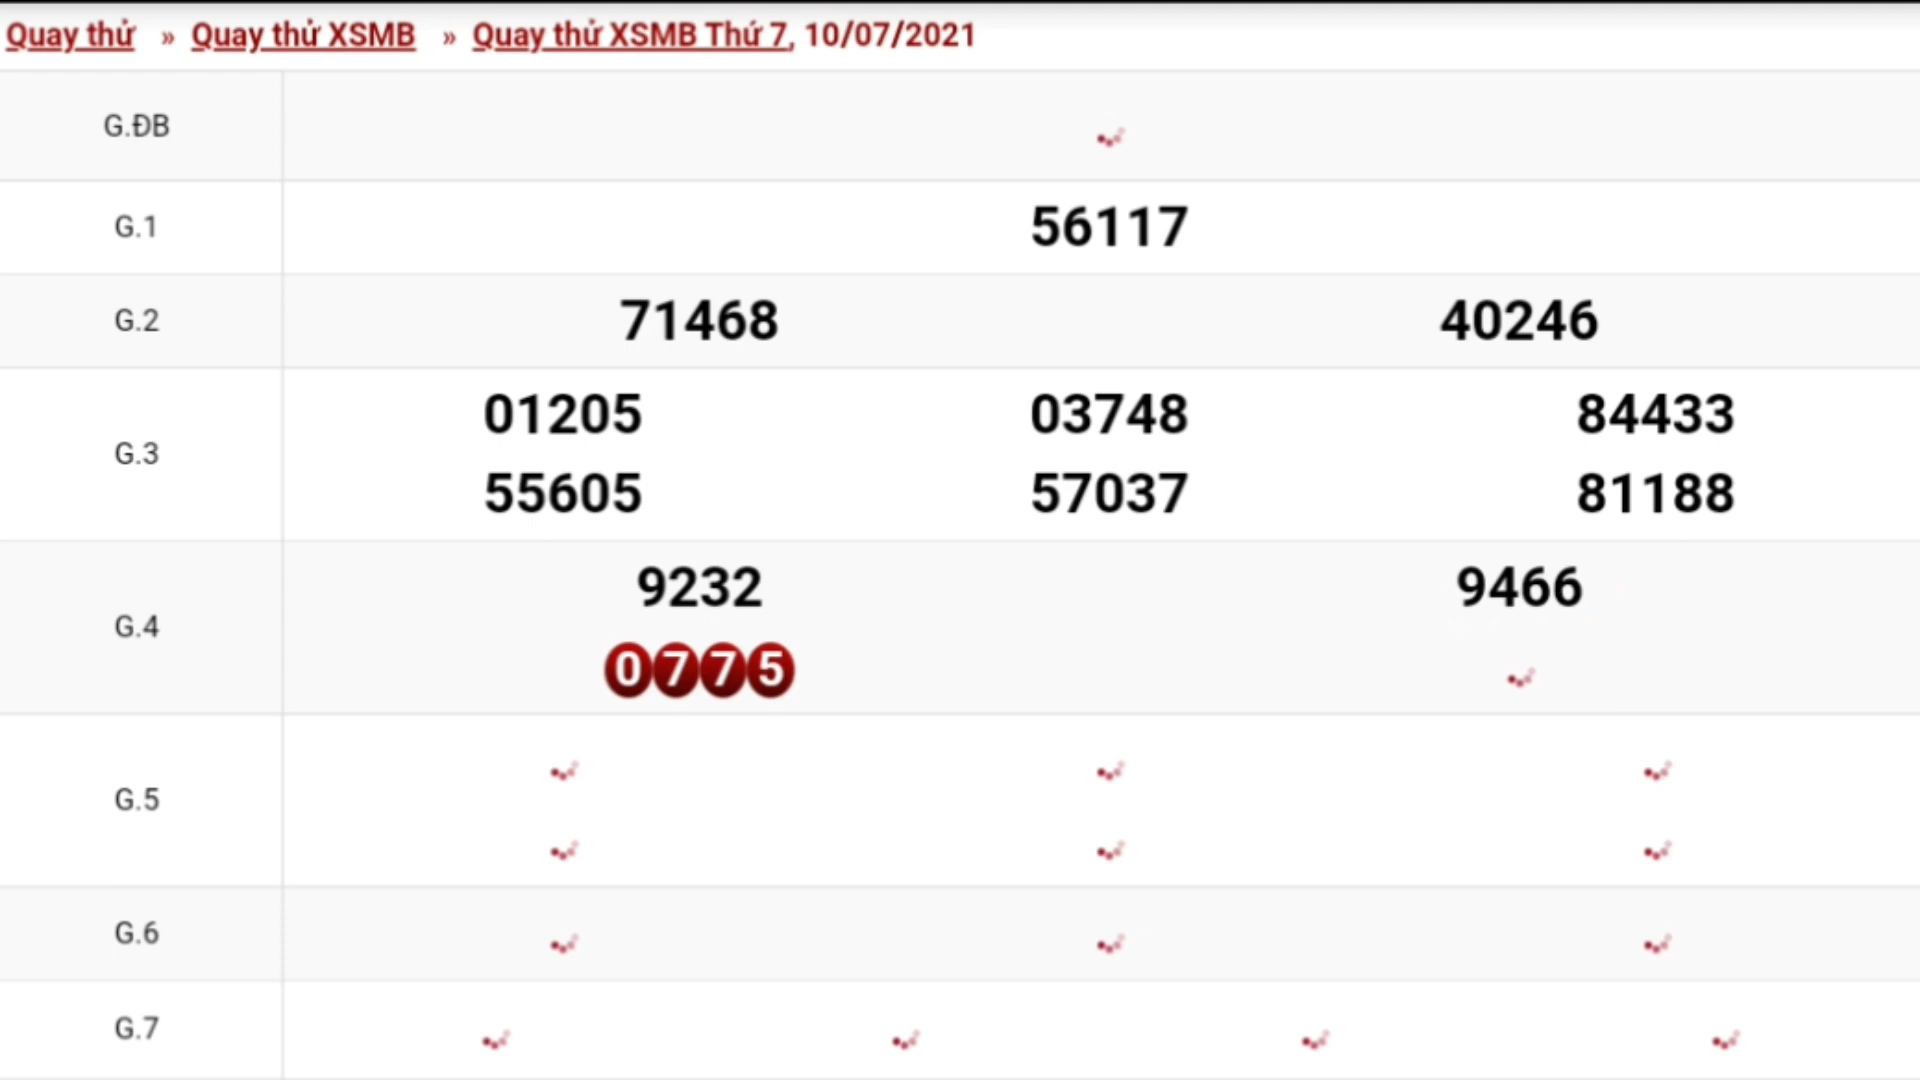 Quay thử » Quay thử XSMB » Quay thử XSMB Thứ 7, 10/07/2021
G.ĐB
G.1 56117
G.2 71468 40246
G.3 01205 03748 84433
55605 57037 81188
G.4 9232 9466
0775
G.5
G.6
G.7